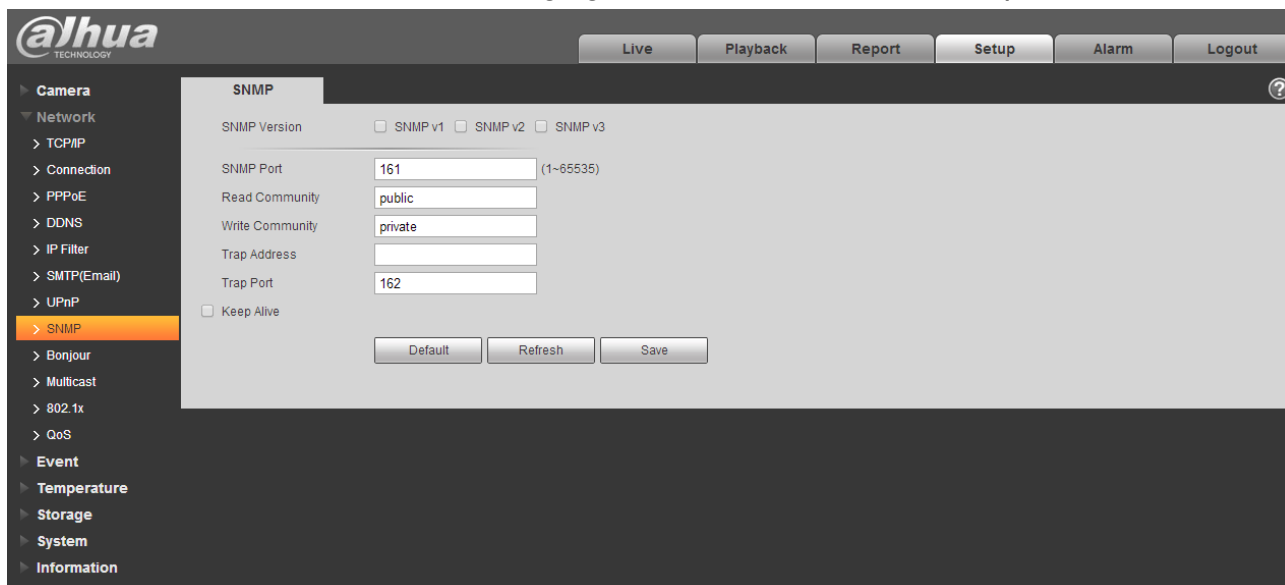 alhua
TECHNOLOGY
Live Playback Report Setup Alarm Logout
Camera
Network
> TCP/IP
> Connection
> PPPoE
> DDNS
> IP Filter
> SMTP(Email)
> UPnP
> SNMP
> Bonjour
> Multicast
> 802.1x
> QoS
Event
Temperature
Storage
System
Information
SNMP
?
SNMP Version SNMP v1 SNMP v2 SNMP v3
SNMP Port 161 (1~65535)
Read Community public
Write Community private
Trap Address
Trap Port 162
Keep Alive
Default Refresh Save